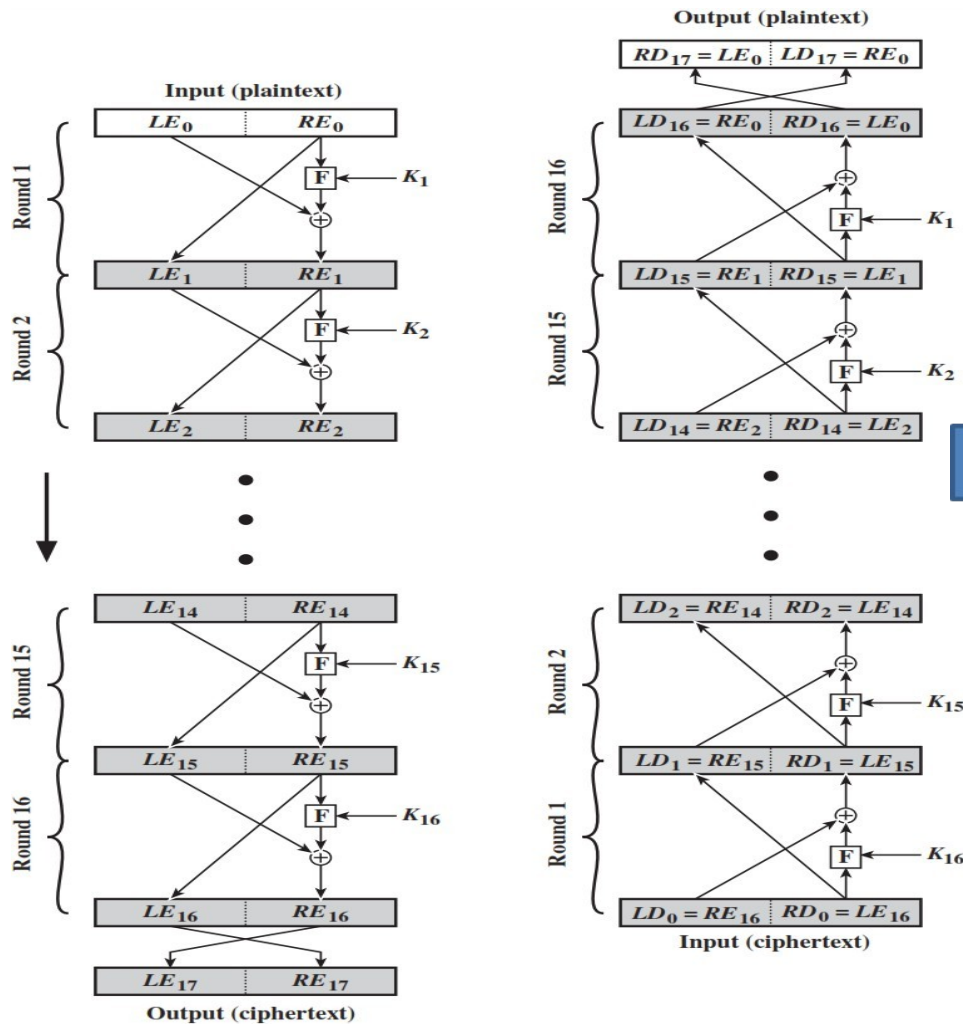 Input (plaintext)
LE0 RE0
Round 1
F K1
+
LE1 RE1
Round 2
F K2
+
LE2 RE2
LE14 RE14
Round 15
F K15
+
LE15 RE15
Round 16
F K16
+
LE16 RE16
LE17 RE17
Output (ciphertext)
Output (plaintext)
RD17 = LE0 LD17 = RE0
LD16 = RE0 RD16 = LE0
Round 16
+
F K1
LD15 = RE1 RD15 = LE1
Round 15
+
F K2
LD14 = RE2 RD14 = LE2
LD2 = RE14 RD2 = LE14
Round 2
+
F K15
LD1 = RE15 RD1 = LE15
Round 1
+
F K16
LD0 = RE16 RD0 = LE16
Input (ciphertext)